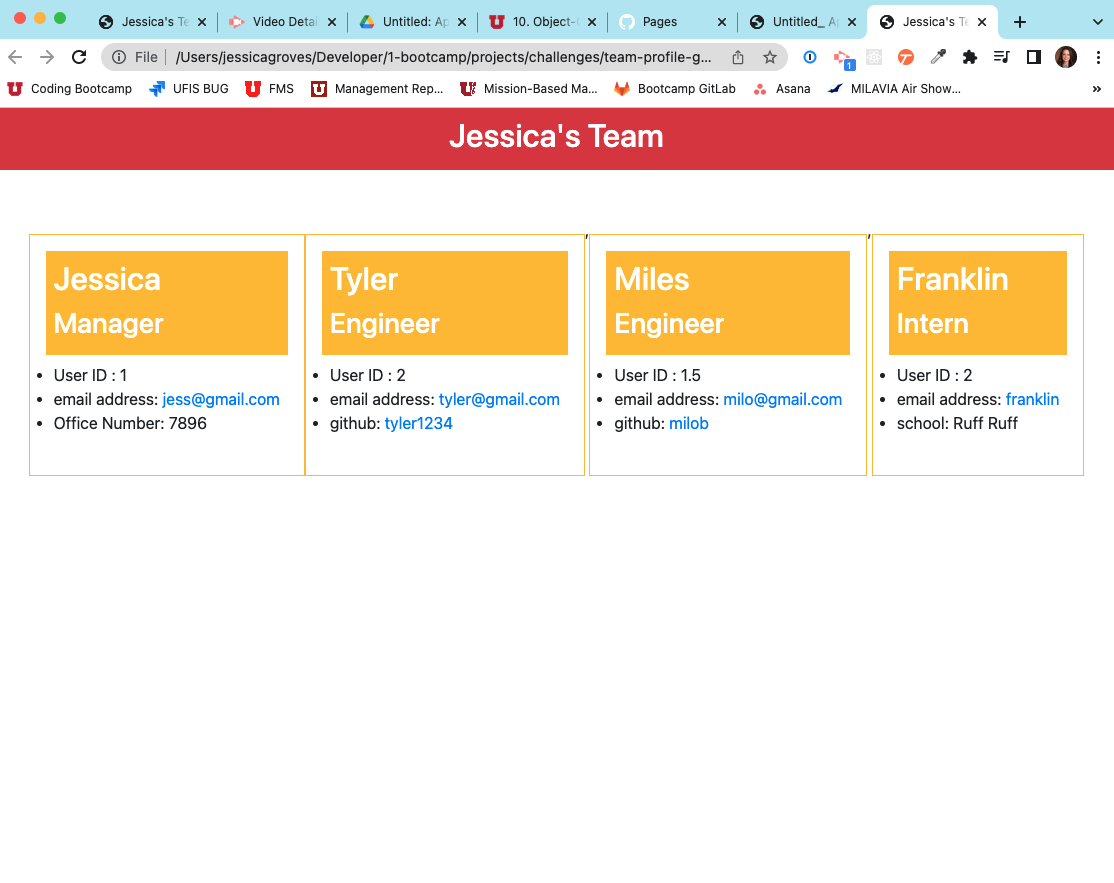 Jessica's Te
Video Detai
Untitled: Ap
10. Object-
Pages
Untitled_ A
Jessica's Te
File
/Users/jessicagroves/Developer/1-bootcamp/projects/challenges/team-profile-g...
1
Coding Bootcamp
UFIS BUG
FMS
Management Rep...
Mission-Based Ma...
Bootcamp GitLab
Asana
MILAVIA Air Show...
»
Jessica's Team
Jessica
Manager
• User ID : 1
• email address: jess@gmail.com
• Office Number: 7896
Tyler
Engineer
• User ID : 2
• email address: tyler@gmail.com
• github: tyler1234
,
Miles
Engineer
• User ID : 1.5
• email address: milo@gmail.com
• github: milob
,
Franklin
Intern
• User ID : 2
• email address: franklin
• school: Ruff Ruff